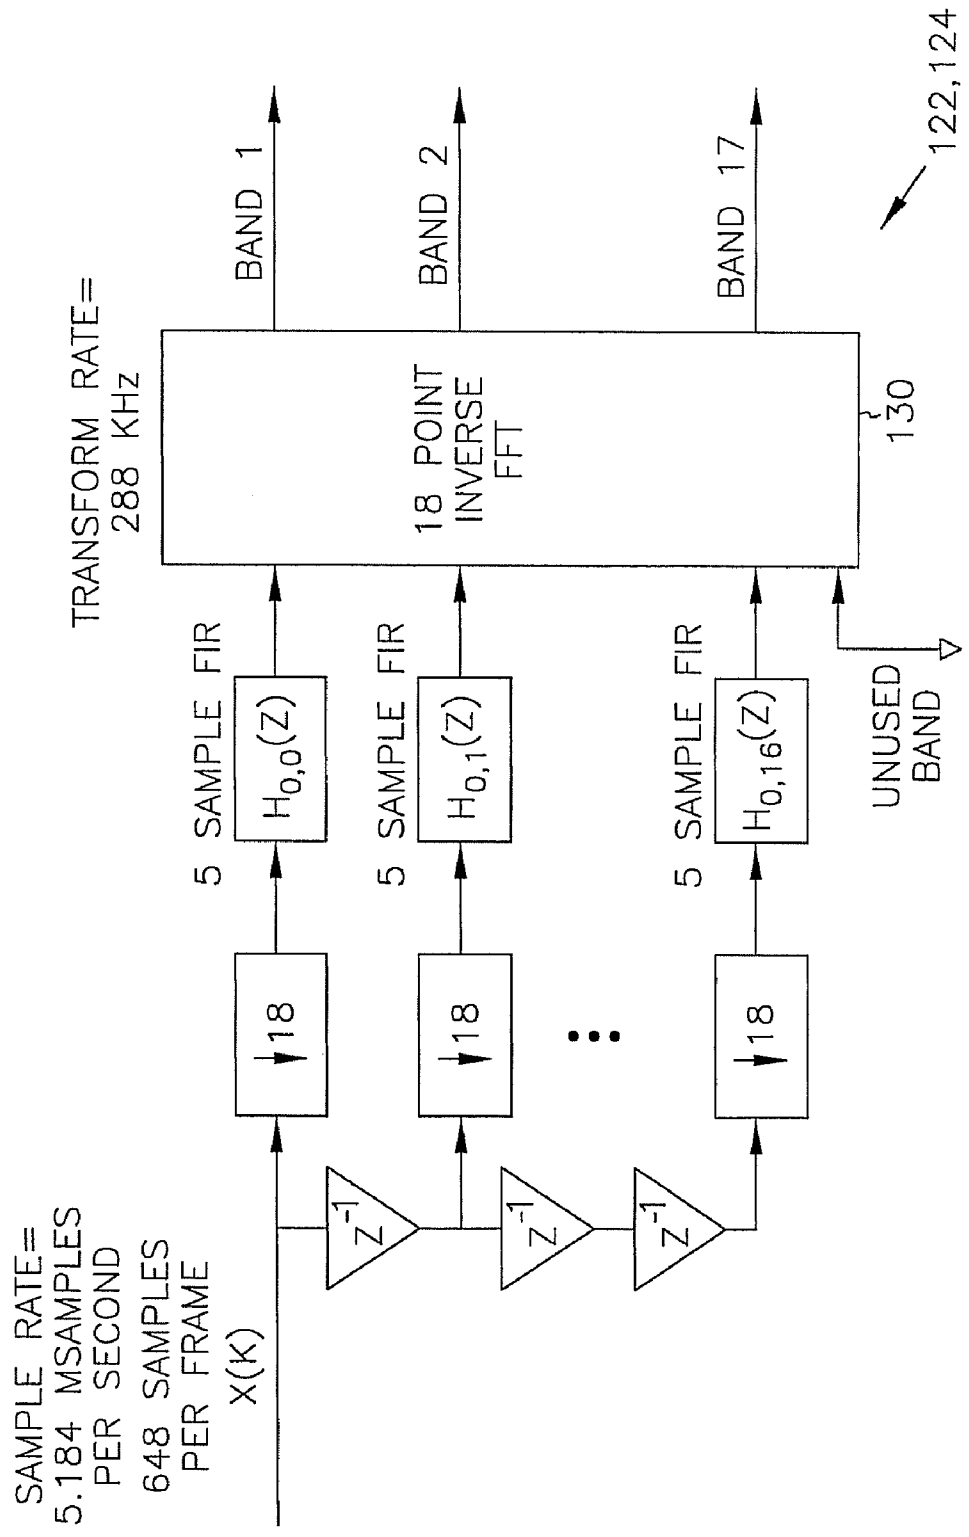 SAMPLE RATE=
5.184 MSAMPLES
PER SECOND
648 SAMPLES
PER FRAME
X(K)
Z-1
Z-1
Z-1
↓18
↓18
↓18
•••
5 SAMPLE FIR
H0,0(Z)
5 SAMPLE FIR
H0,1(Z)
5 SAMPLE FIR
H0,16(Z)
UNUSED
BAND
TRANSFORM RATE=
288 KHz
18 POINT
INVERSE
FFT
130
BAND 1
BAND 2
BAND 17
122,124